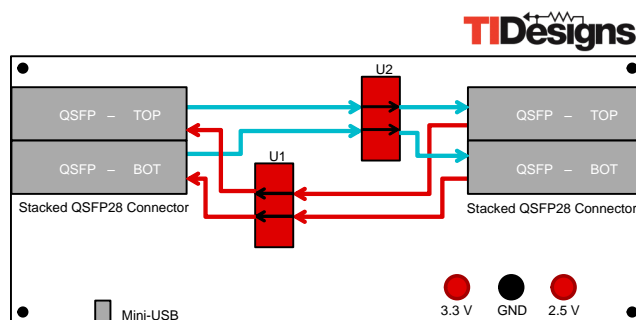 TIDesigns
U2
QSFP – TOP
QSFP – TOP
QSFP – BOT
U1
QSFP – BOT
Stacked QSFP28 Connector
Stacked QSFP28 Connector
3.3 V
GND
2.5 V
Mini-USB